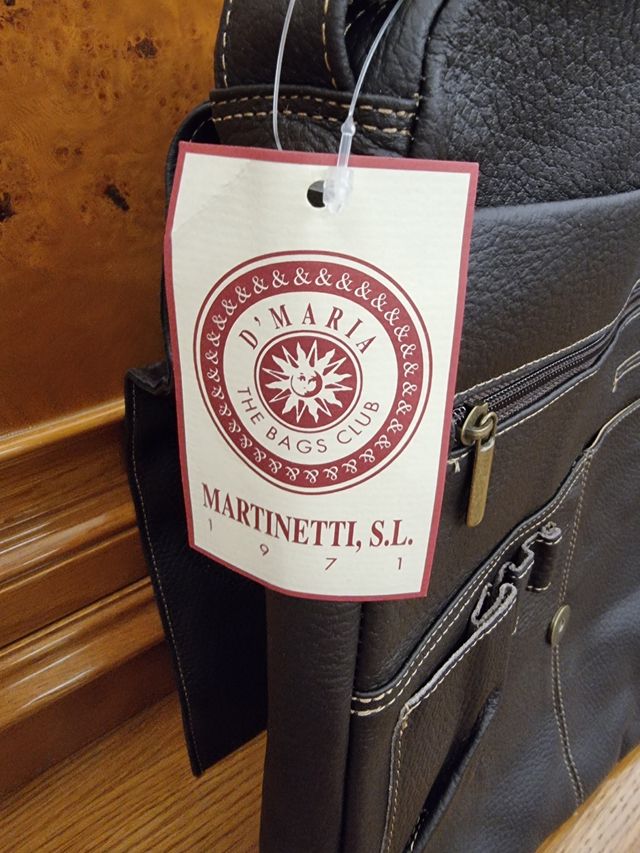 D'MARIA
THE BAGS CLUB
MARTINETTI, S.L.
1 9 7 1